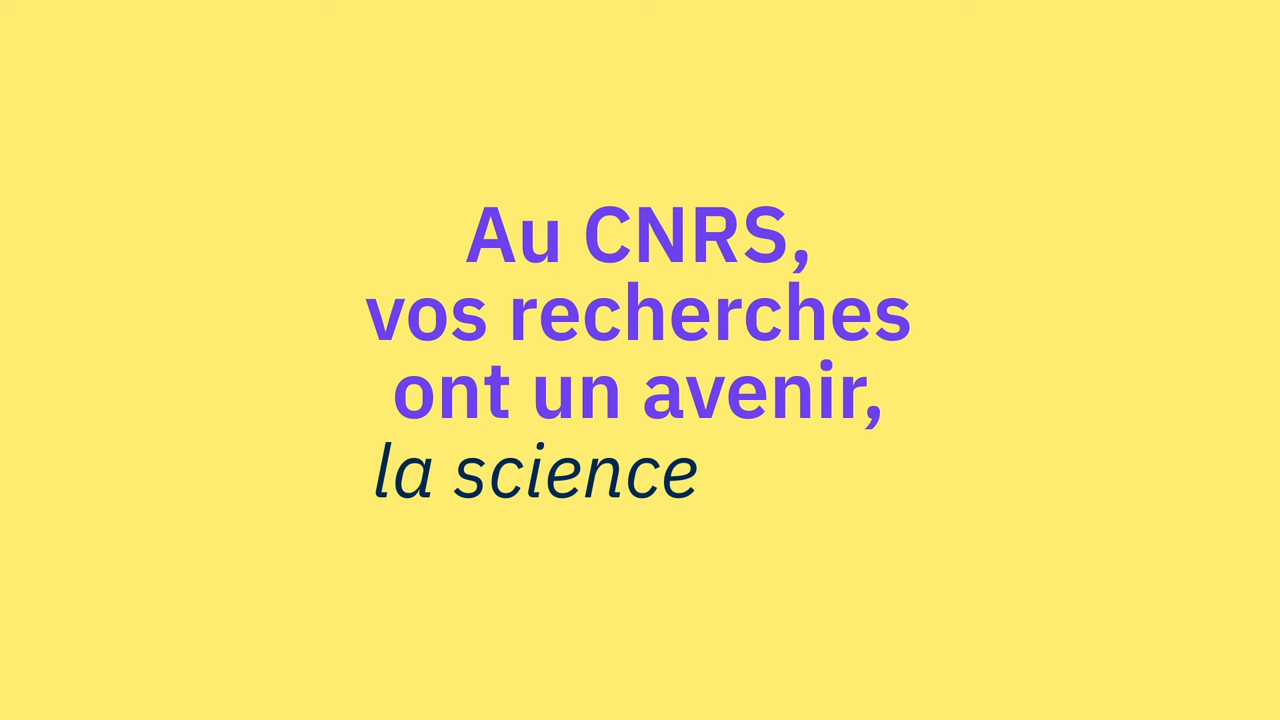 Au CNRS,
vos recherches
ont un avenir,
la science